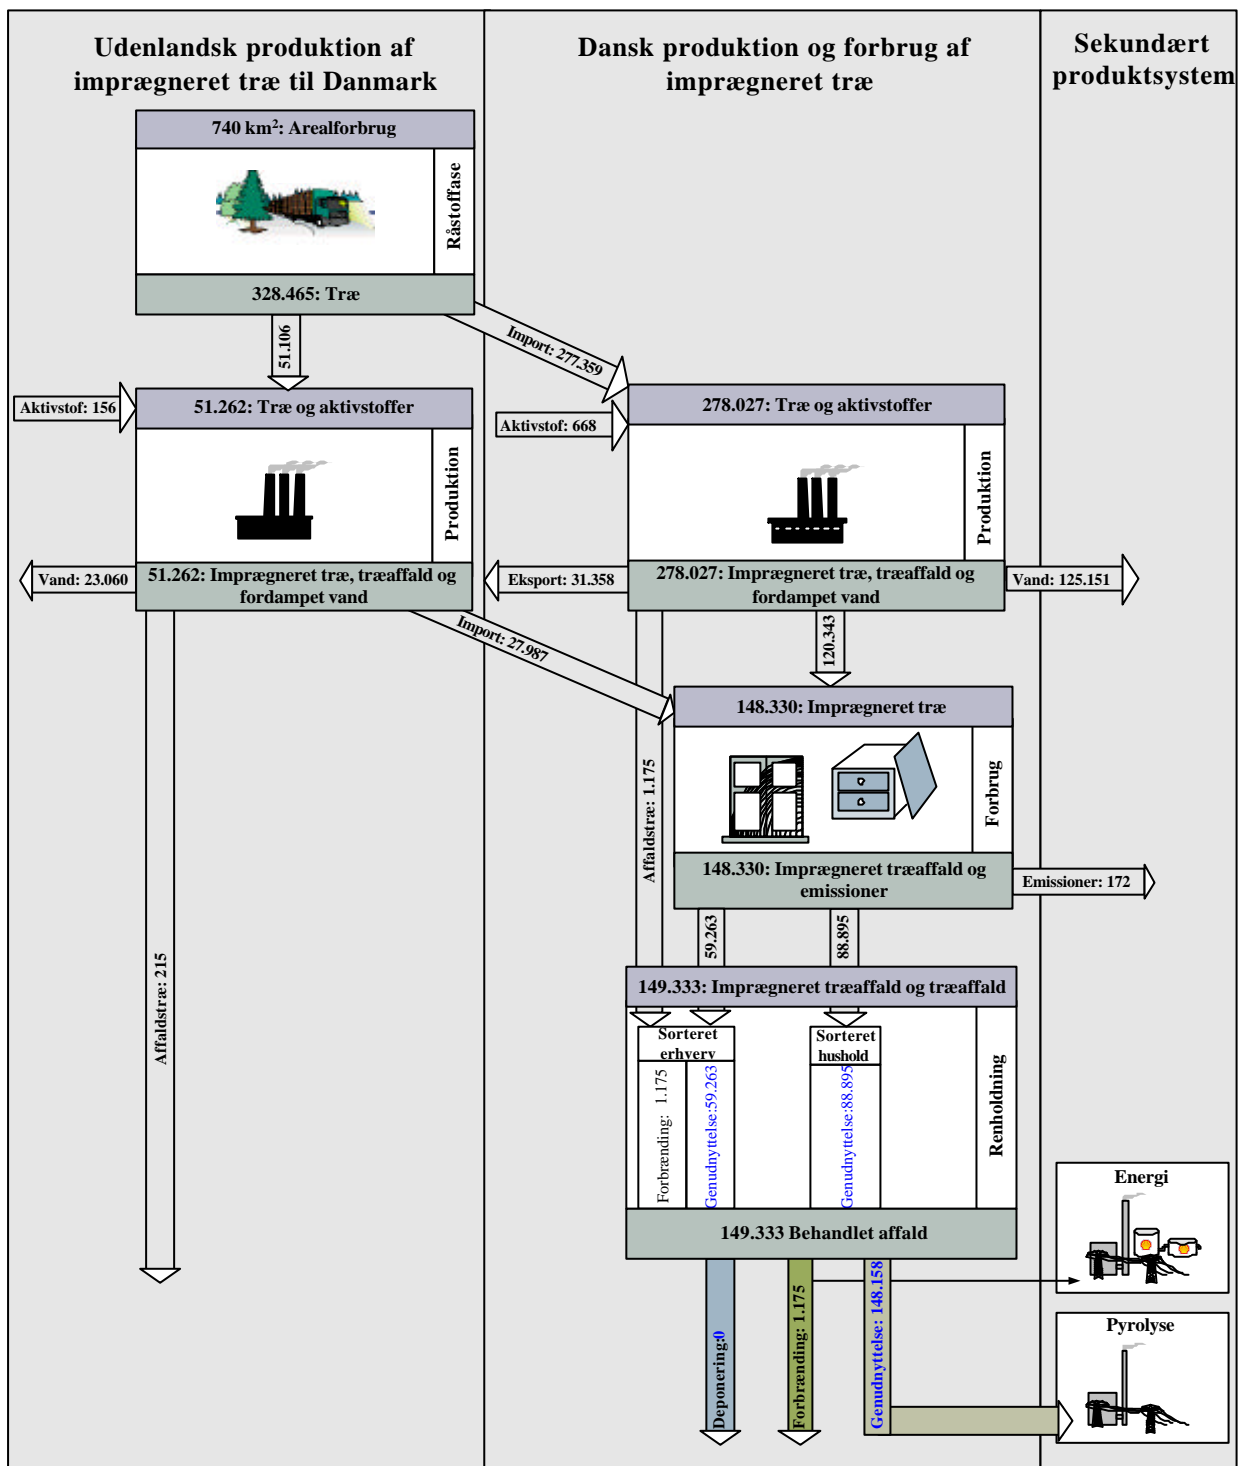 Udenlandsk produktion af
imprægneret træ til Danmark
Dansk produktion og forbrug af
imprægneret træ
Sekundært
produktsystem
740 km²: Arealforbrug
Råstoffase
328.465: Træ
51.106
Import: 277.359
Aktivstof: 156
51.262: Træ og aktivstoffer
Produktion
Vand: 23.060
51.262: Imprægneret træ, træaffald og
fordampet vand
Aktivstof: 668
278.027: Træ og aktivstoffer
Produktion
Eksport: 31.358
278.027: Imprægneret træ, træaffald og
fordampet vand
Vand: 125.151
Import: 27.987
120.343
148.330: Imprægneret træ
Forbrug
Affaldstræ: 1.175
148.330: Imprægneret træaffald og
emissioner
Emissioner: 172
59.263
88.895
Affaldstræ: 215
149.333: Imprægneret træaffald og træaffald
Sorteret
erhverv
Sorteret
hushold
Forbrænding: 1.175
Genudnyttelse:59.263
Genudnyttelse:88.895
Renholdning
149.333 Behandlet affald
Deponering:0
Forbrænding: 1.175
Genudnyttelse: 148.158
Energi
Pyrolyse